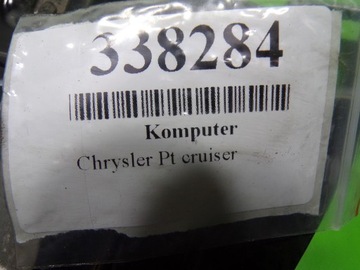 338284
Komputer
Chrysler Pt cruiser